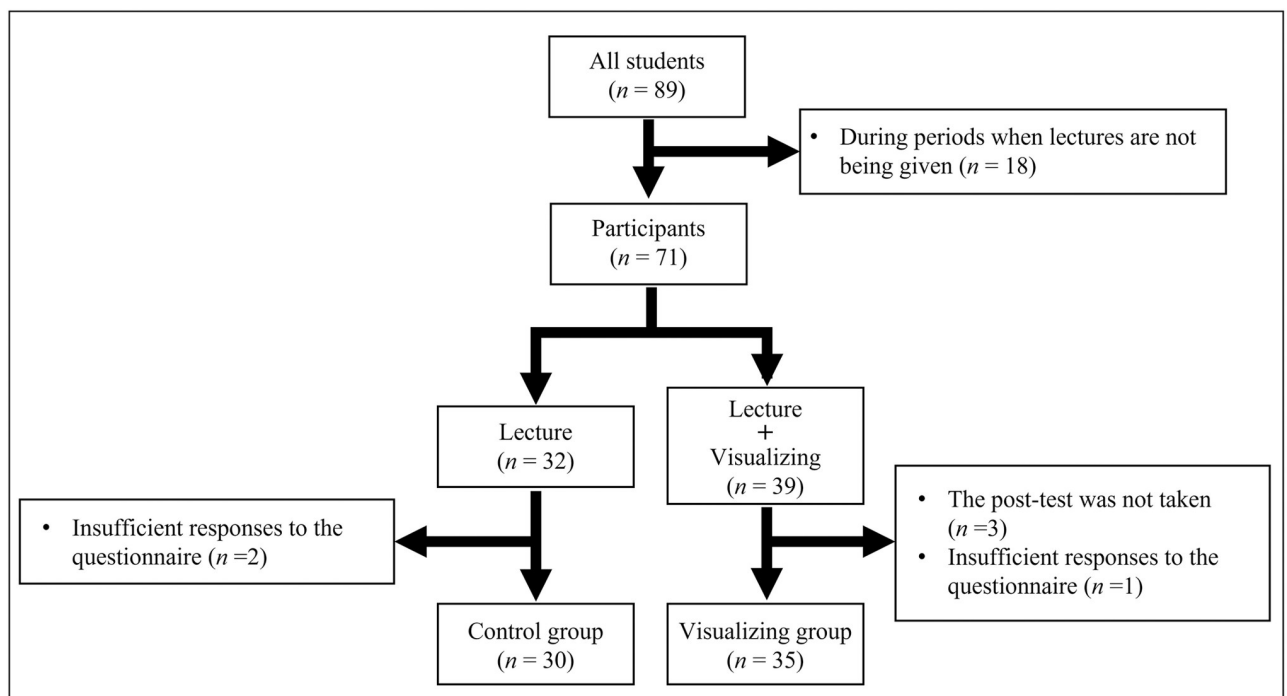 All students
(n = 89)
• During periods when lectures are not
being given (n = 18)
Participants
(n = 71)
Lecture
(n = 32)
Lecture
+
Visualizing
(n = 39)
• Insufficient responses to the
questionnaire (n =2)
• The post-test was not taken
(n =3)
• Insufficient responses to the
questionnaire (n =1)
Control group
(n = 30)
Visualizing group
(n = 35)